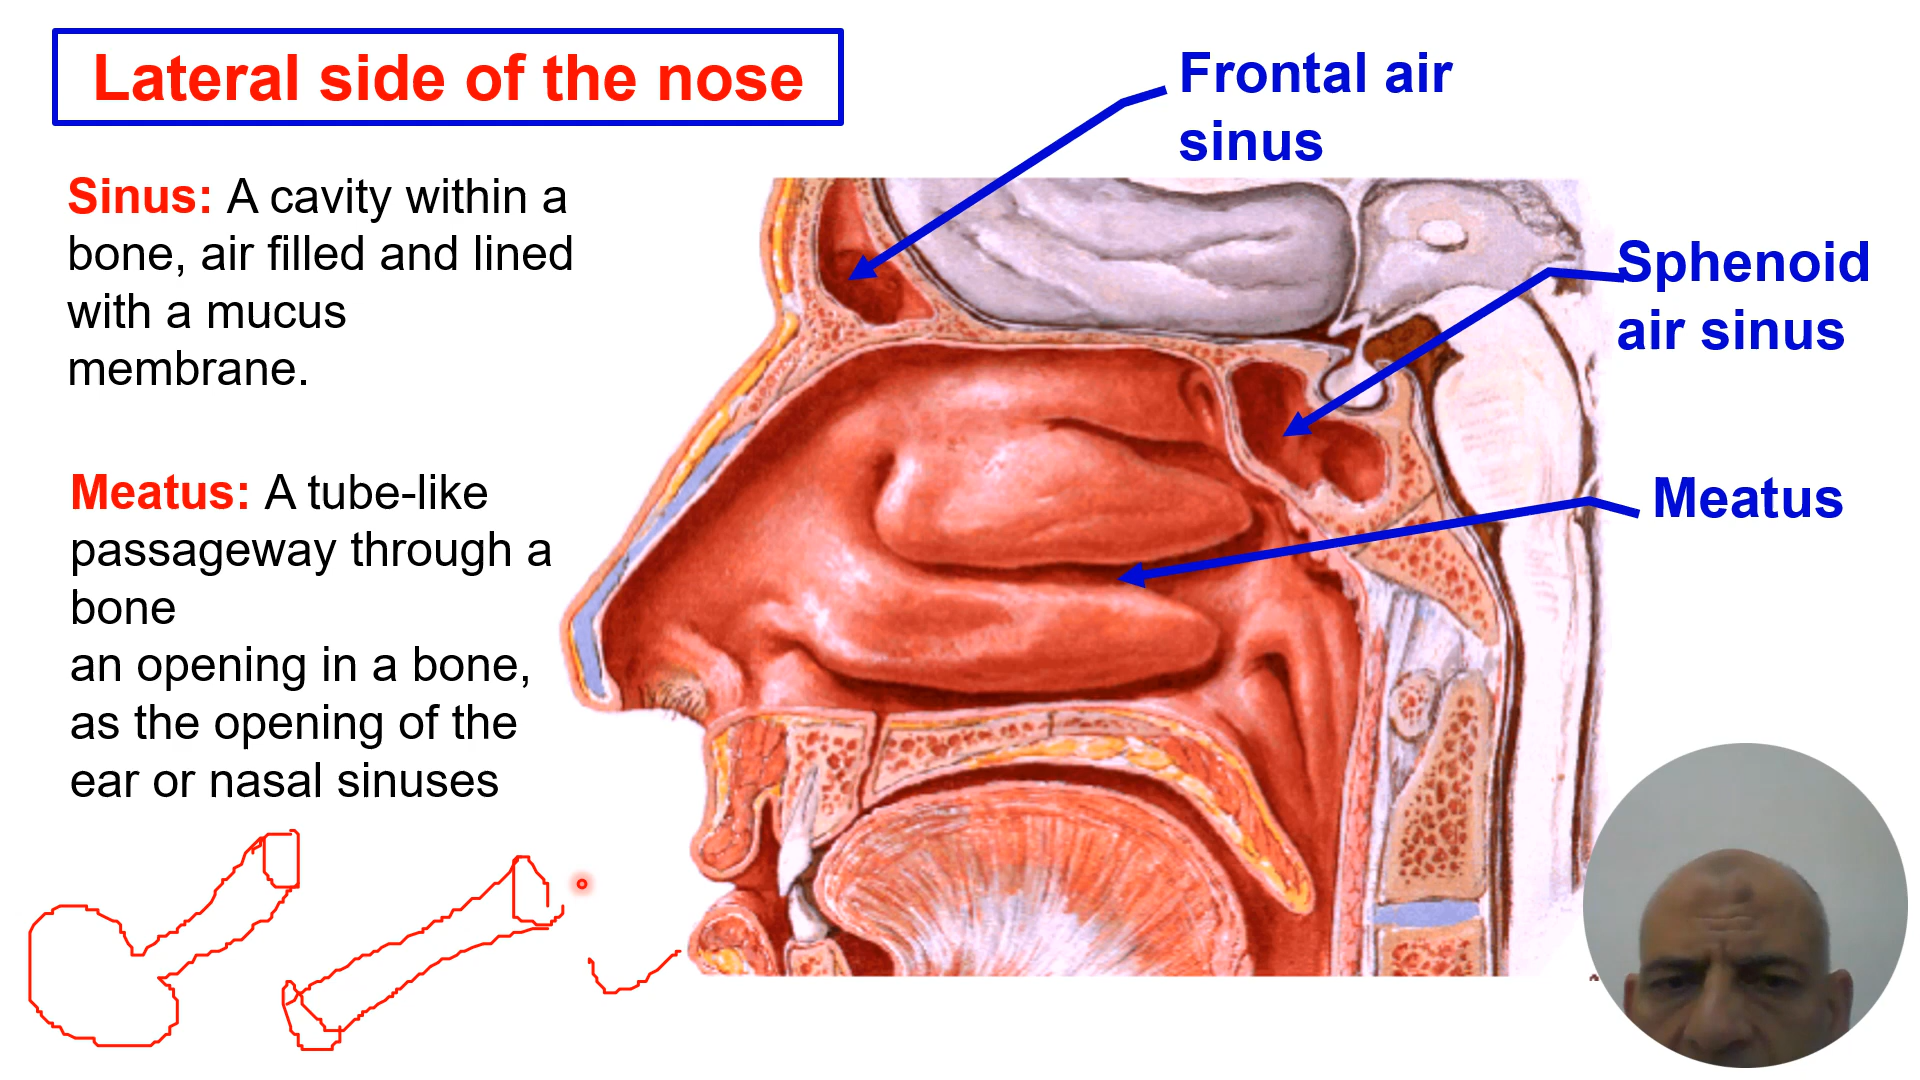 Lateral side of the nose
Frontal air
sinus
Sinus: A cavity within a
bone, air filled and lined
with a mucus
membrane.
Sphenoid
air sinus
Meatus: A tube-like
passageway through a
bone
an opening in a bone,
as the opening of the
ear or nasal sinuses
Meatus